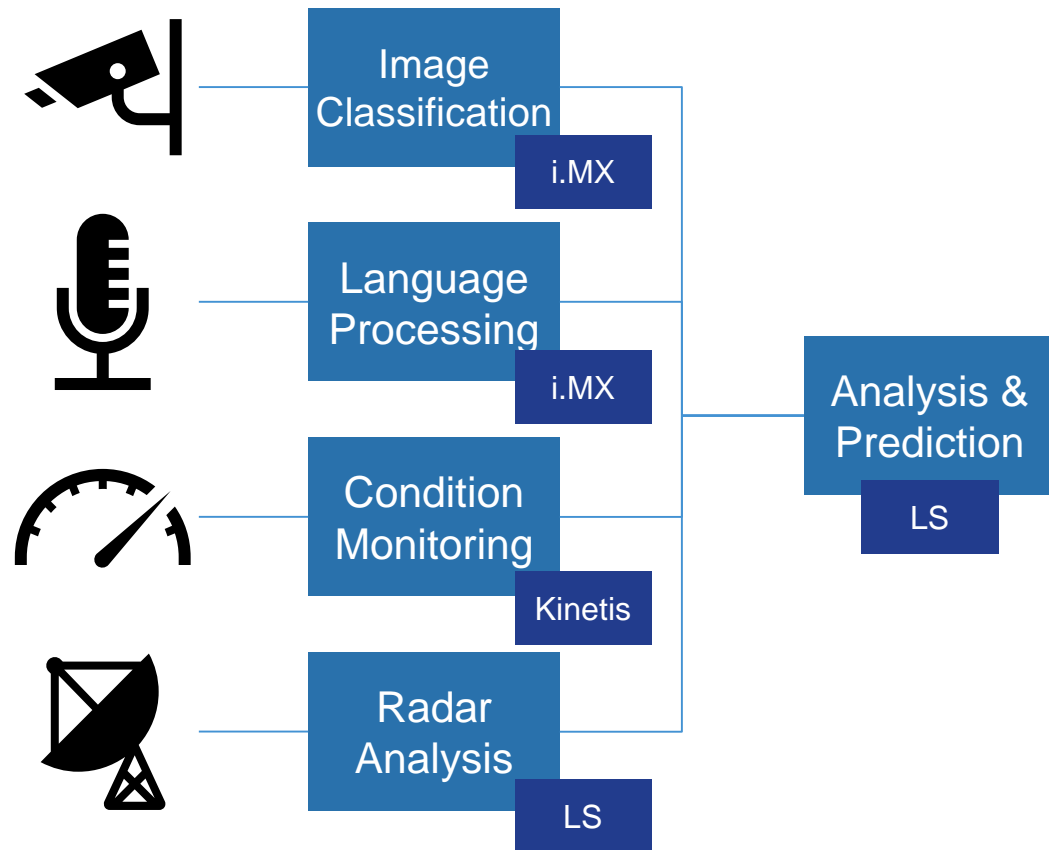 Image
Classification
i.MX
Language
Processing
i.MX
Condition
Monitoring
Kinetis
Radar
Analysis
LS
Analysis &
Prediction
LS